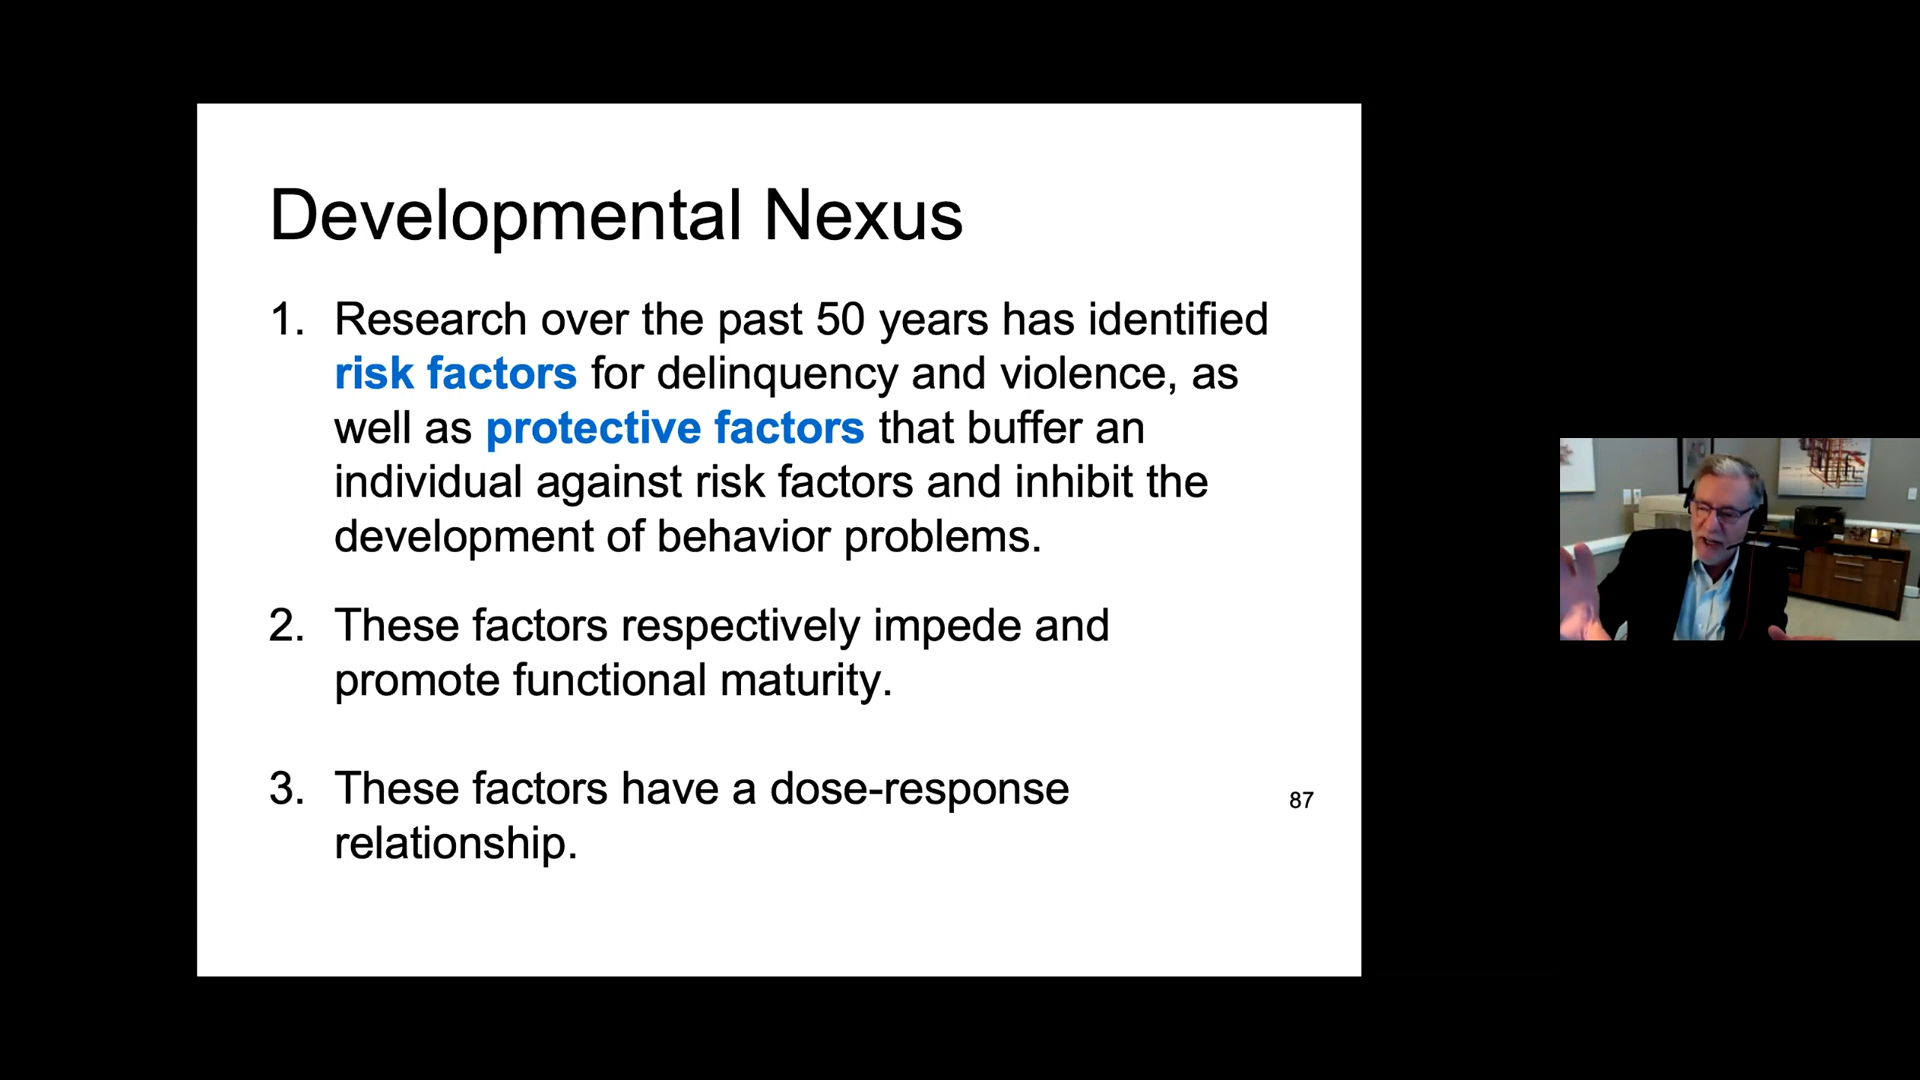 Developmental Nexus
1. Research over the past 50 years has identified
risk factors for delinquency and violence, as
well as protective factors that buffer an
individual against risk factors and inhibit the
development of behavior problems.
2. These factors respectively impede and
promote functional maturity.
3. These factors have a dose-response
relationship.
87